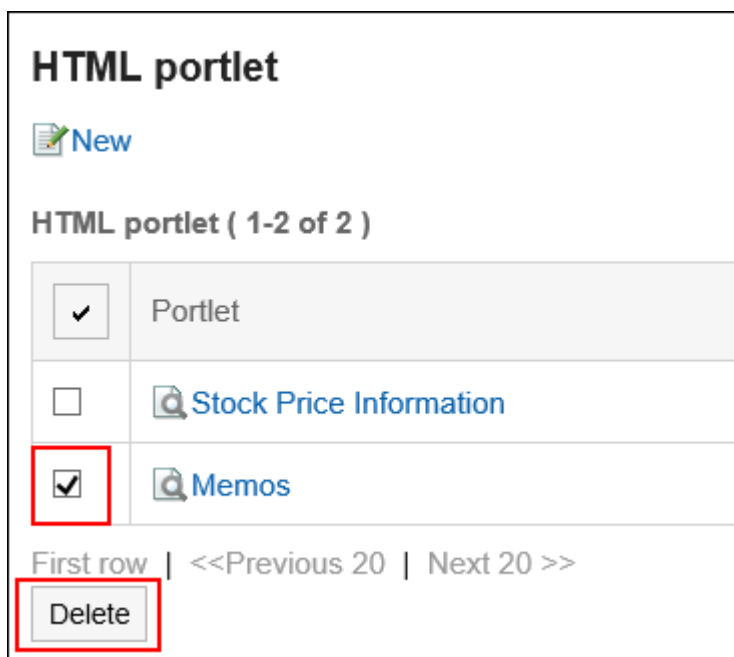 HTML portlet
New
HTML portlet ( 1-2 of 2 )
Portlet
Stock Price Information
Memos
First row | <<Previous 20 | Next 20 >>
Delete